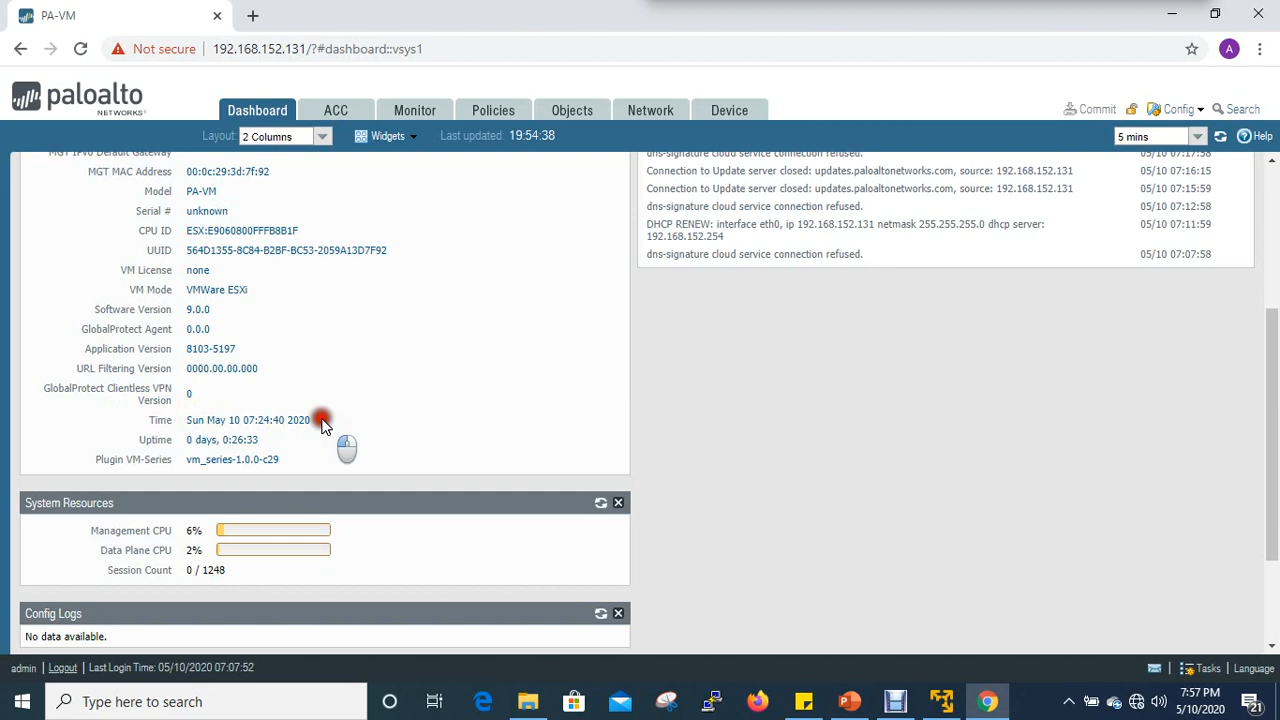 PA-VM
Not secure
192.168.152.131/?#dashboard::vsys1
A
paloalto
NETWORKS
Dashboard
ACC
Monitor
Policies
Objects
Network
Device
Commit
Config
Search
Layout:
2 Columns
Widgets
Last updated: 19:54:38
5 mins
Help
MGT IPv6 Default Gateway
MGT MAC Address 00:0c:29:3d:7f:92
Model PA-VM
Serial # unknown
CPU ID ESX:E9060800FFFB8B1F
UUID 564D1355-8C84-B2BF-BC53-2059A13D7F92
VM License none
VM Mode VMWare ESXi
Software Version 9.0.0
GlobalProtect Agent 0.0.0
Application Version 8103-5197
URL Filtering Version 0000.00.00.000
GlobalProtect Clientless VPN
Version 0
Time Sun May 10 07:24:40 2020
Uptime 0 days, 0:26:33
Plugin VM-Series vm_series-1.0.0-c29
System Resources
Management CPU 6%
Data Plane CPU 2%
Session Count 0 / 1248
Config Logs
No data available.
dns-signature cloud service connection refused. 05/10 07:17:58
Connection to Update server closed: updates.paloaltonetworks.com, source: 192.168.152.131 05/10 07:16:15
Connection to Update server closed: updates.paloaltonetworks.com, source: 192.168.152.131 05/10 07:15:59
dns-signature cloud service connection refused. 05/10 07:12:58
DHCP RENEW: interface eth0, ip 192.168.152.131 netmask 255.255.255.0 dhcp server: 05/10 07:11:59
192.168.152.254
dns-signature cloud service connection refused. 05/10 07:07:58
admin
Logout
Last Login Time: 05/10/2020 07:07:52
Tasks
Language
Type here to search
7:57 PM
5/10/2020
21